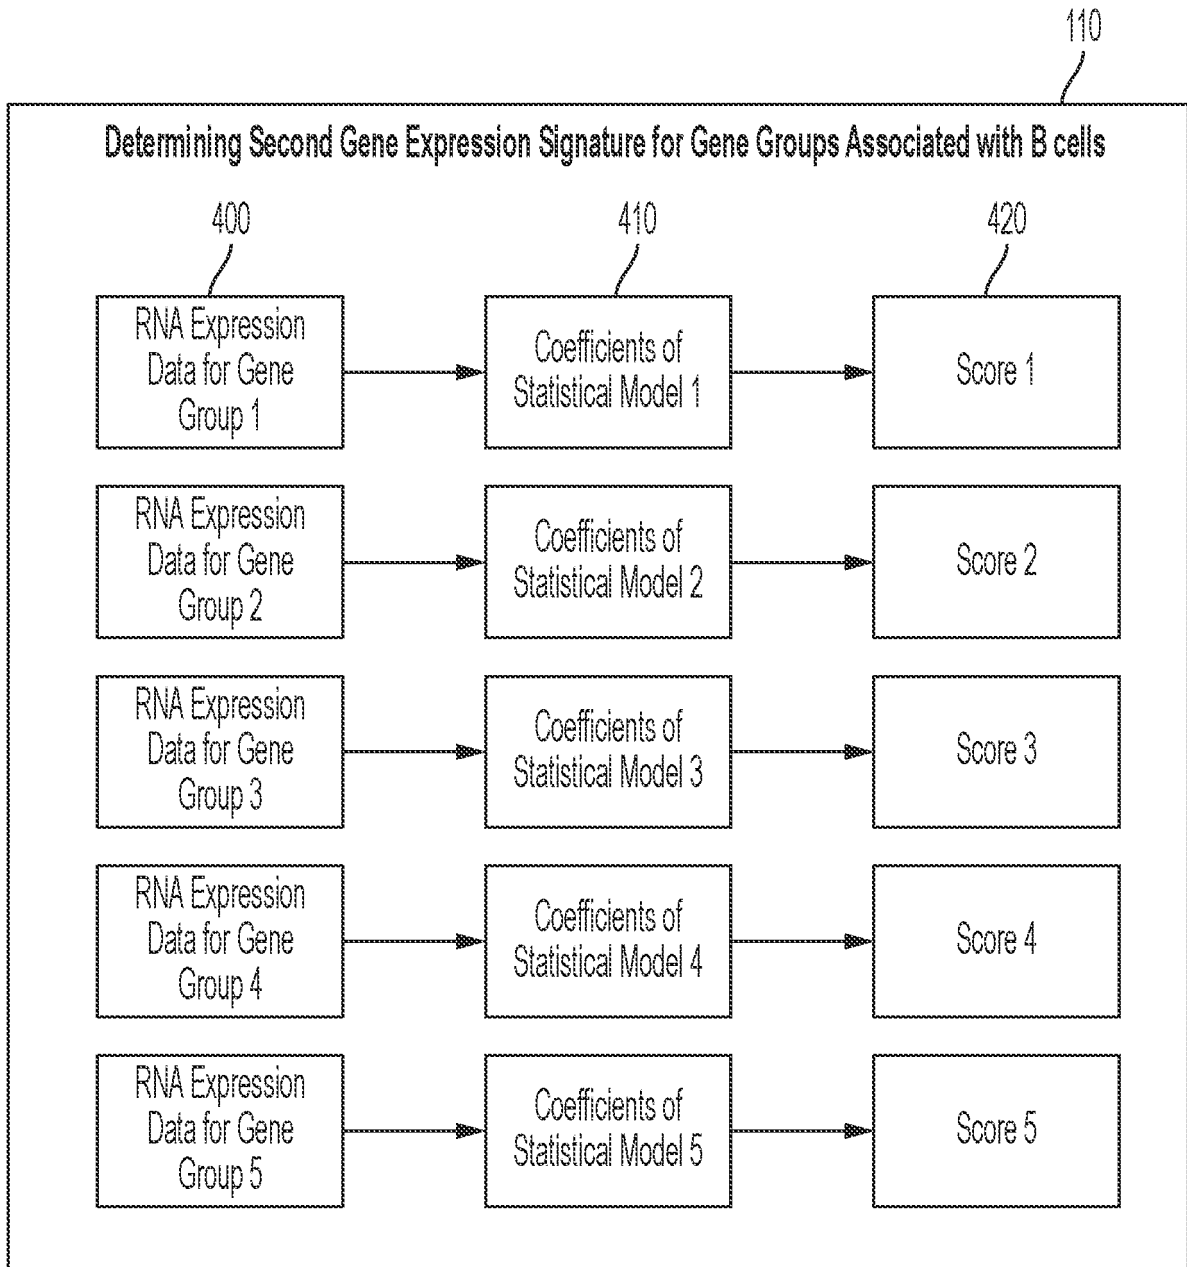 110
Determining Second Gene Expression Signature for Gene Groups Associated with B cells
400
410
420
RNA Expression
Data for Gene
Group 1
Coefficients of
Statistical Model 1
Score 1
RNA Expression
Data for Gene
Group 2
Coefficients of
Statistical Model 2
Score 2
RNA Expression
Data for Gene
Group 3
Coefficients of
Statistical Model 3
Score 3
RNA Expression
Data for Gene
Group 4
Coefficients of
Statistical Model 4
Score 4
RNA Expression
Data for Gene
Group 5
Coefficients of
Statistical Model 5
Score 5